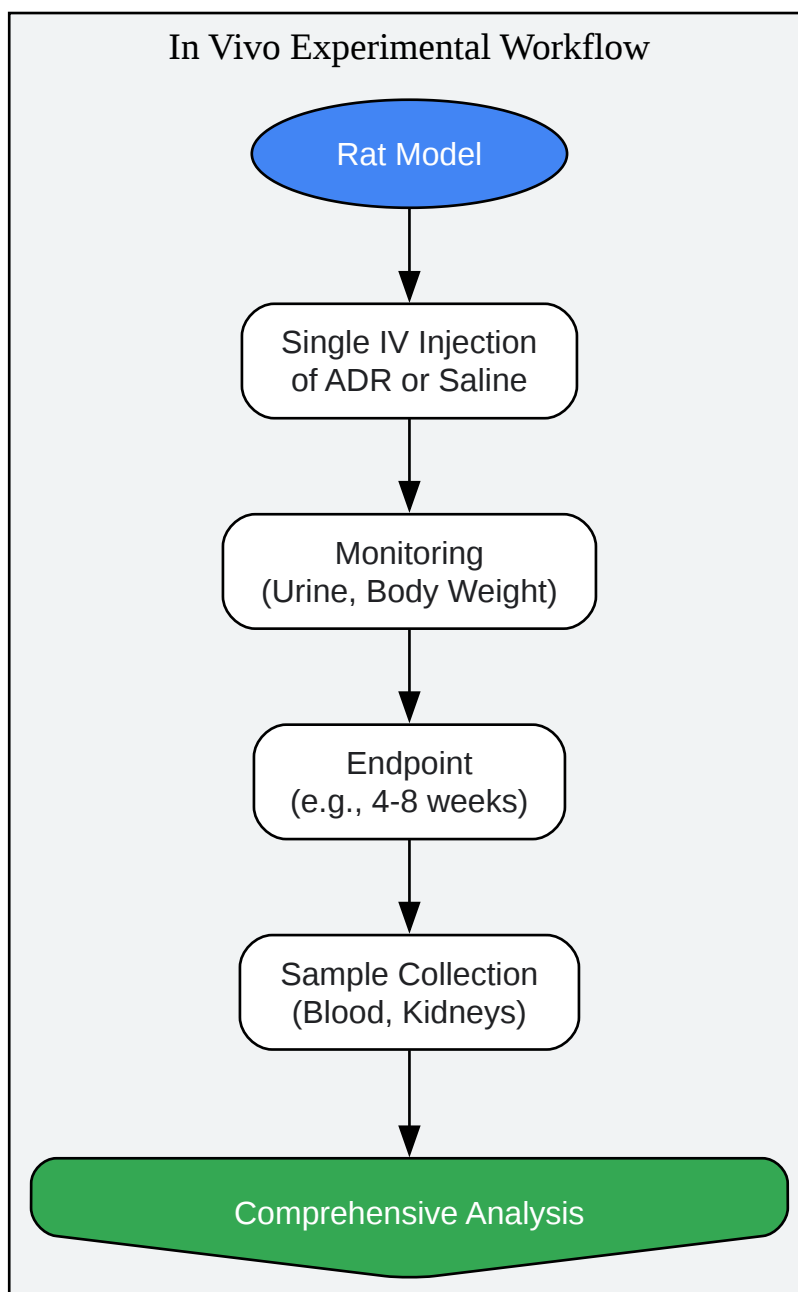 In Vivo Experimental Workflow
Rat Model
Single IV Injection
of ADR or Saline
Monitoring
(Urine, Body Weight)
Endpoint
(e.g., 4-8 weeks)
Sample Collection
(Blood, Kidneys)
Comprehensive Analysis